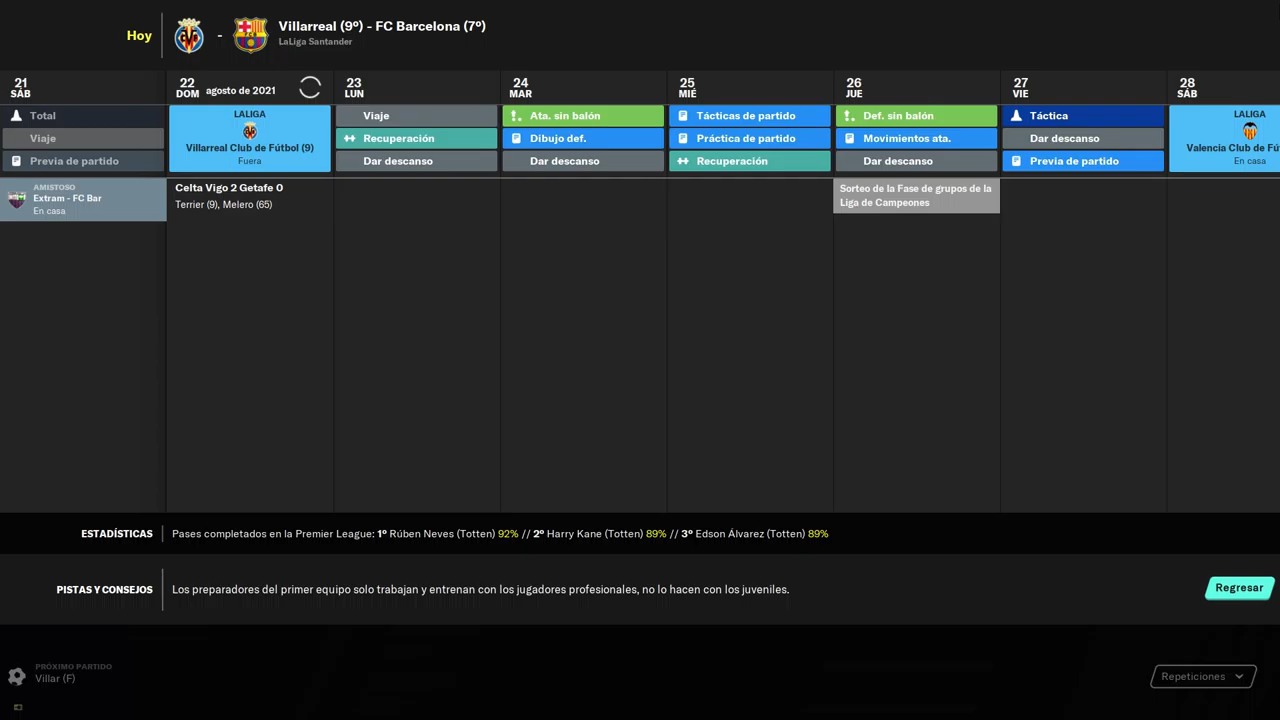 Hoy
-
Villarreal (9º) - FC Barcelona (7º)
LaLiga Santander
21
SÁB
22
DOM
agosto de 2021
23
LUN
24
MAR
25
MIÉ
26
JUE
27
VIE
28
SÁB
Total
Viaje
Previa de partido
LALIGA
Villarreal Club de Fútbol (9)
Fuera
Viaje
Recuperación
Dar descanso
Ata. sin balón
Dibujo def.
Dar descanso
Tácticas de partido
Práctica de partido
Recuperación
Def. sin balón
Movimientos ata.
Dar descanso
Táctica
Dar descanso
Previa de partido
LALIGA
Valencia Club de Fú
En casa
AMISTOSO
Extram - FC Bar
En casa
Celta Vigo 2 Getafe 0
Terrier (9), Melero (65)
Sorteo de la Fase de grupos de la
Liga de Campeones
ESTADÍSTICAS
Pases completados en la Premier League: 1º Rúben Neves (Totten) 92% // 2º Harry Kane (Totten) 89% // 3º Edson Álvarez (Totten) 89%
PISTAS Y CONSEJOS
Los preparadores del primer equipo solo trabajan y entrenan con los jugadores profesionales, no lo hacen con los juveniles.
Regresar
PRÓXIMO PARTIDO
Villar (F)
Repeticiones